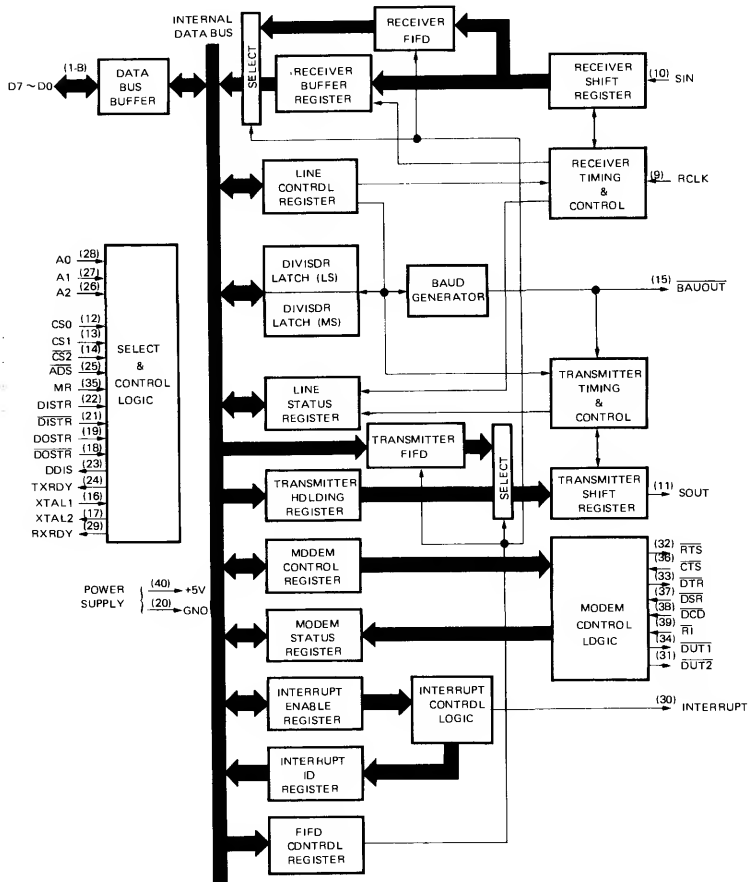 INTERNAL
DATA BUS
(1-B)
D7 ~ D0
DATA
BUS
BUFFER
SELECT
RECEIVER
FIFD
RECEIVER
BUFFER
REGISTER
RECEIVER
SHIFT
REGISTER
(10)
SIN
RECEIVER
TIMING
&
CONTROL
(9)
RCLK
LINE
CONTRDL
REGISTER
DIVISDR
LATCH (LS)
DIVISDR
LATCH (MS)
BAUD
GENERATOR
(15)
BAUOUT
A0 (28)
A1 (27)
A2 (26)
CS0 (12)
CS1 (13)
CS2 (14)
ADS (25)
MR (35)
DISTR (22)
DISTR (21)
DOSTR (19)
DOSTR (18)
DDIS (23)
TXRDY (24)
XTAL1 (16)
XTAL2 (17)
RXRDY (29)
SELECT
&
CONTROL
LOGIC
LINE
STATUS
REGISTER
TRANSMITTER
TIMING
&
CONTROL
TRANSMITTER
FIFD
SELECT
TRANSMITTER
HDLDING
REGISTER
TRANSMITTER
SHIFT
REGISTER
(11)
SOUT
POWER
SUPPLY
(40) +5V
(20) GNO
MDDEM
CONTROL
REGISTER
MODEM
STATUS
REGISTER
MODEM
CONTROL
LDGIC
(32) RTS
(36) CTS
(33) DTR
(37) DSR
(38) DCD
(39) RI
(34) DUT1
(31) DUT2
INTERRUPT
ENABLE
REGISTER
INTERRUPT
CONTRDL
LOGIC
(30)
INTERRUPT
INTERRUPT
ID
REGISTER
FIFD
CONTRDL
REGISTER